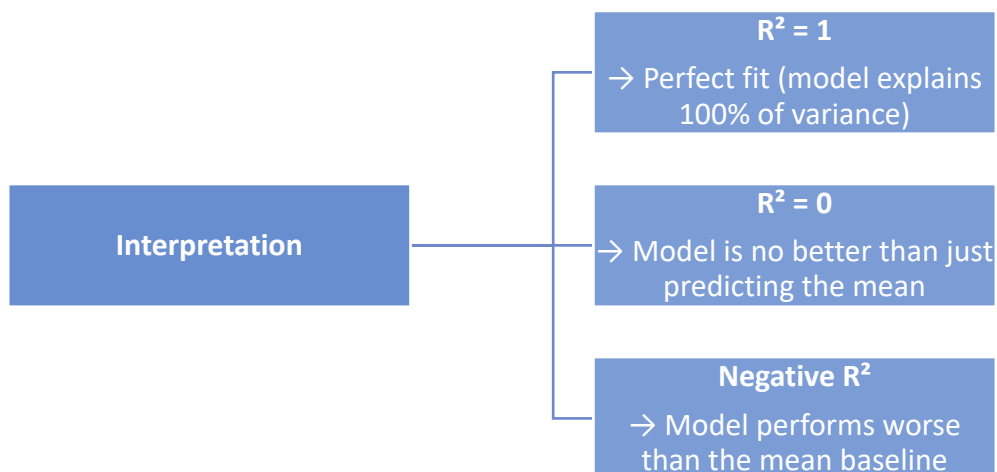 Interpretation
R² = 1
→ Perfect fit (model explains
100% of variance)
R² = 0
→ Model is no better than just
predicting the mean
Negative R²
→ Model performs worse
than the mean baseline